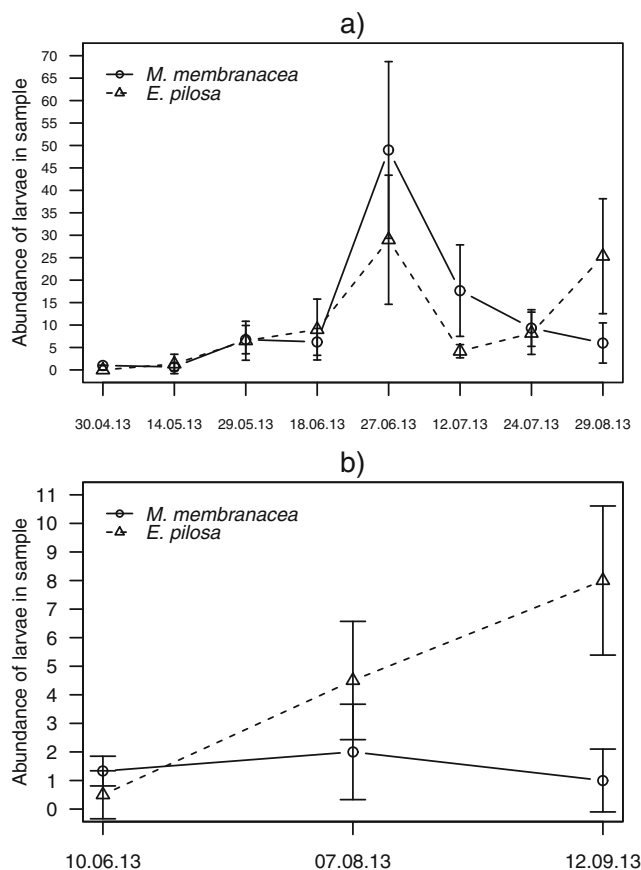 a)
Abundance of larvae in sample
70
65
60
55
50
45
40
35
30
25
20
15
10
5
0
M. membranacea
E. pilosa
30.04.13 14.05.13 29.05.13 18.06.13 27.06.13 12.07.13 24.07.13 29.08.13
b)
Abundance of larvae in sample
11
10
9
8
7
6
5
4
3
2
1
0
M. membranacea
E. pilosa
10.06.13 07.08.13 12.09.13